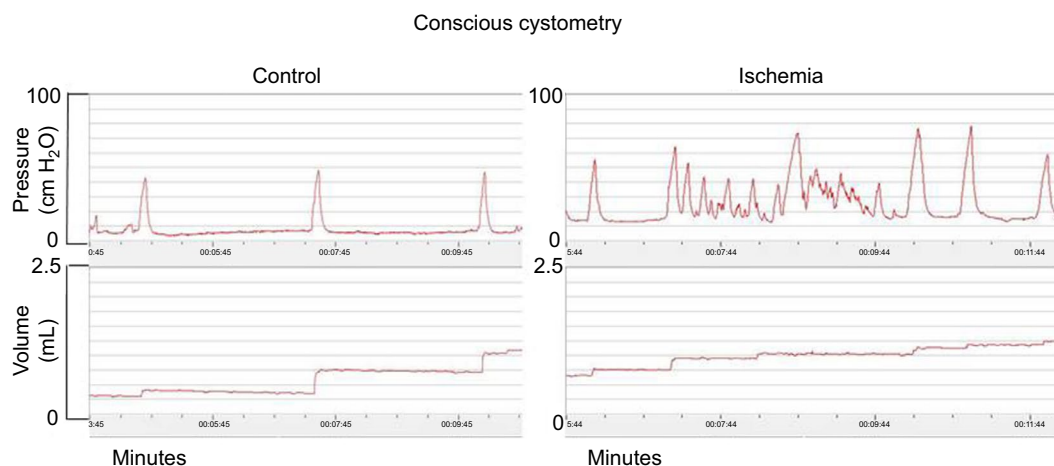 Conscious cystometry
Control
Ischemia
100
Pressure
(cm H₂O)
0
0:45
00:05:45
00:07:45
00:09:45
100
0
5:44
00:07:44
00:09:44
00:11:44
2.5
Volume
(mL)
0
3:45
00:05:45
00:07:45
00:09:45
2.5
0
5:44
00:07:44
00:09:44
00:11:44
Minutes
Minutes